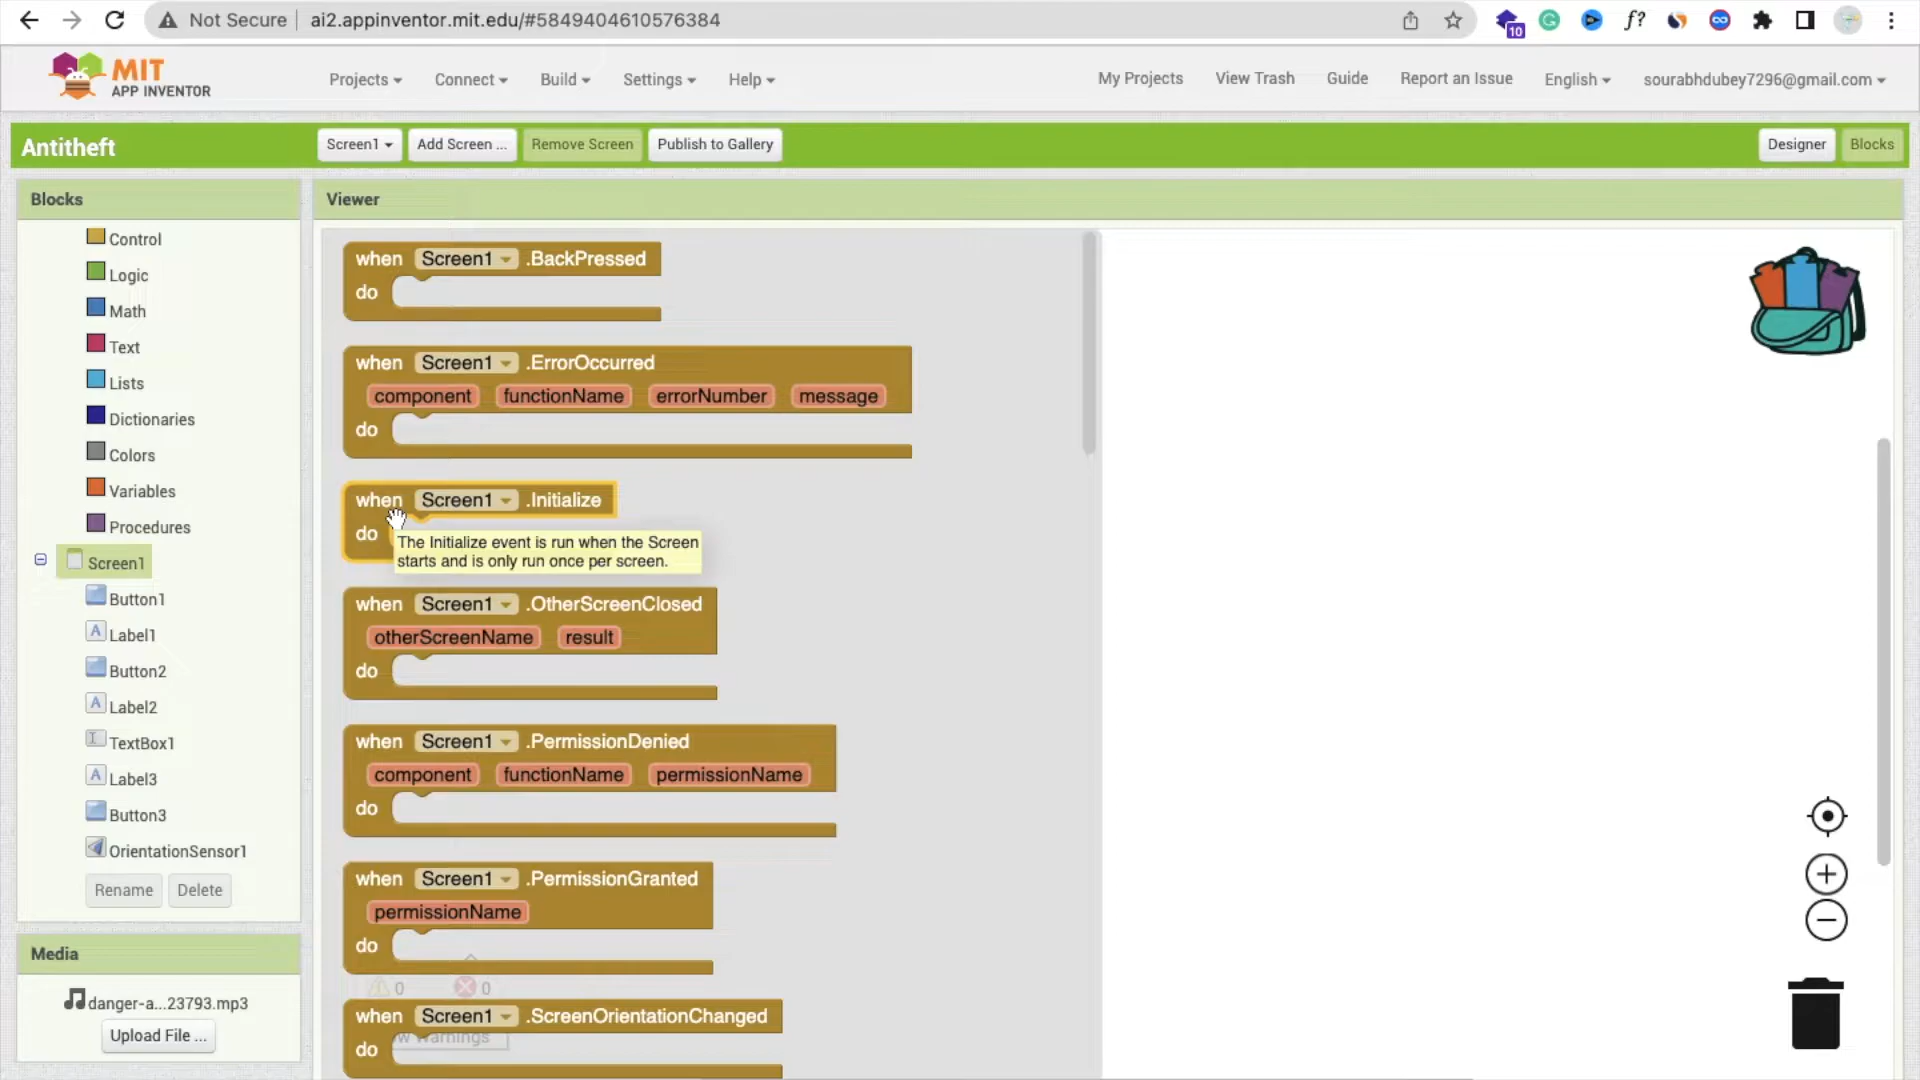 Not Secure ai2.appinventor.mit.edu/#5849404610576384
10
f?
MIT
APP INVENTOR
Projects Connect Build Settings Help My Projects View Trash Guide Report an Issue English sourabhdubey7296@gmail.com
Antitheft Screen1 Add Screen ... Remove Screen Publish to Gallery Designer Blocks
Blocks
Control
Logic
Math
Text
Lists
Dictionaries
Colors
Variables
Procedures
Screen1
Button1
Label1
Button2
Label2
TextBox1
Label3
Button3
OrientationSensor1
Rename Delete
Media
danger-a...23793.mp3
Upload File ...
Viewer
when Screen1 .BackPressed
do
when Screen1 .ErrorOccurred
component functionName errorNumber message
do
when Screen1 .Initialize
do
The Initialize event is run when the Screen
starts and is only run once per screen.
when Screen1 .OtherScreenClosed
otherScreenName result
do
when Screen1 .PermissionDenied
component functionName permissionName
do
when Screen1 .PermissionGranted
permissionName
do
0 0
when Screen1 .ScreenOrientationChanged
do
w Warnings